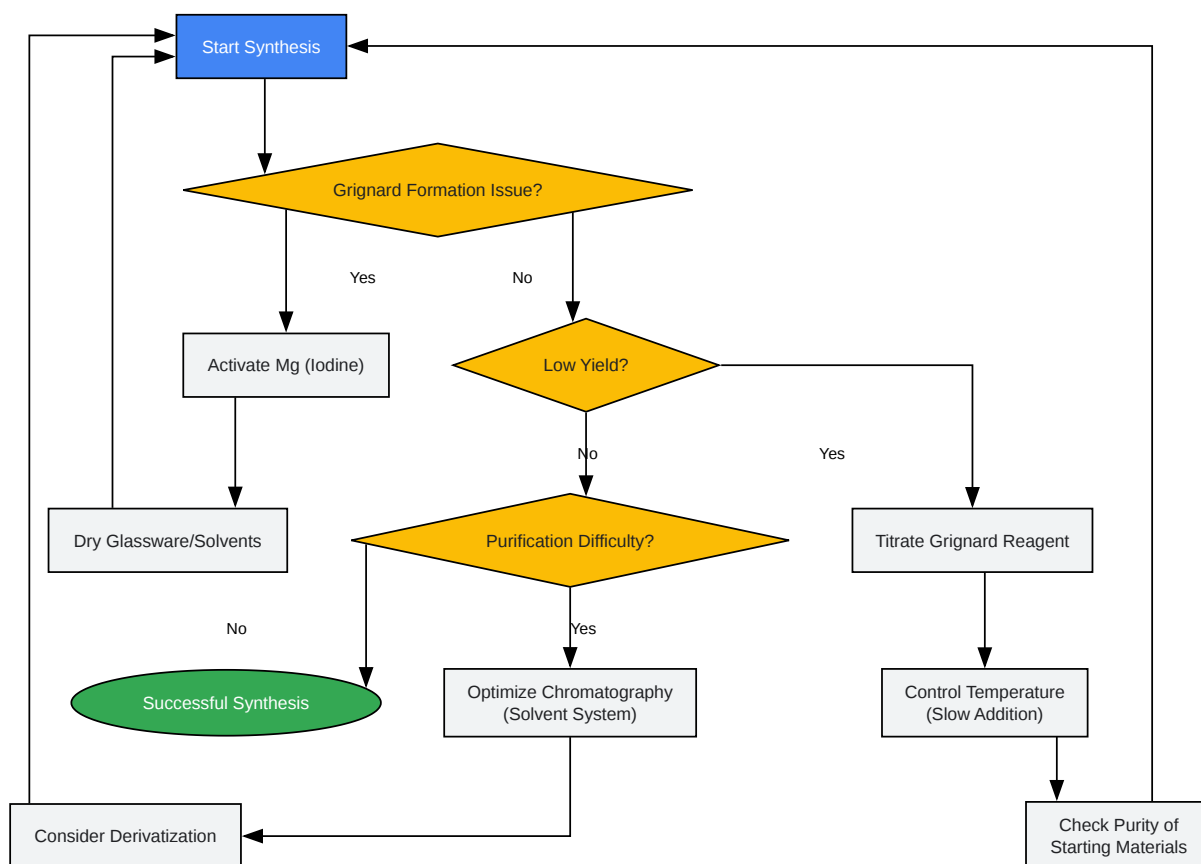 Start Synthesis
Grignard Formation Issue?
Yes
No
Activate Mg (Iodine)
Low Yield?
No
Yes
Dry Glassware/Solvents
Purification Difficulty?
Titrate Grignard Reagent
No
Yes
Successful Synthesis
Optimize Chromatography
(Solvent System)
Control Temperature
(Slow Addition)
Consider Derivatization
Check Purity of
Starting Materials